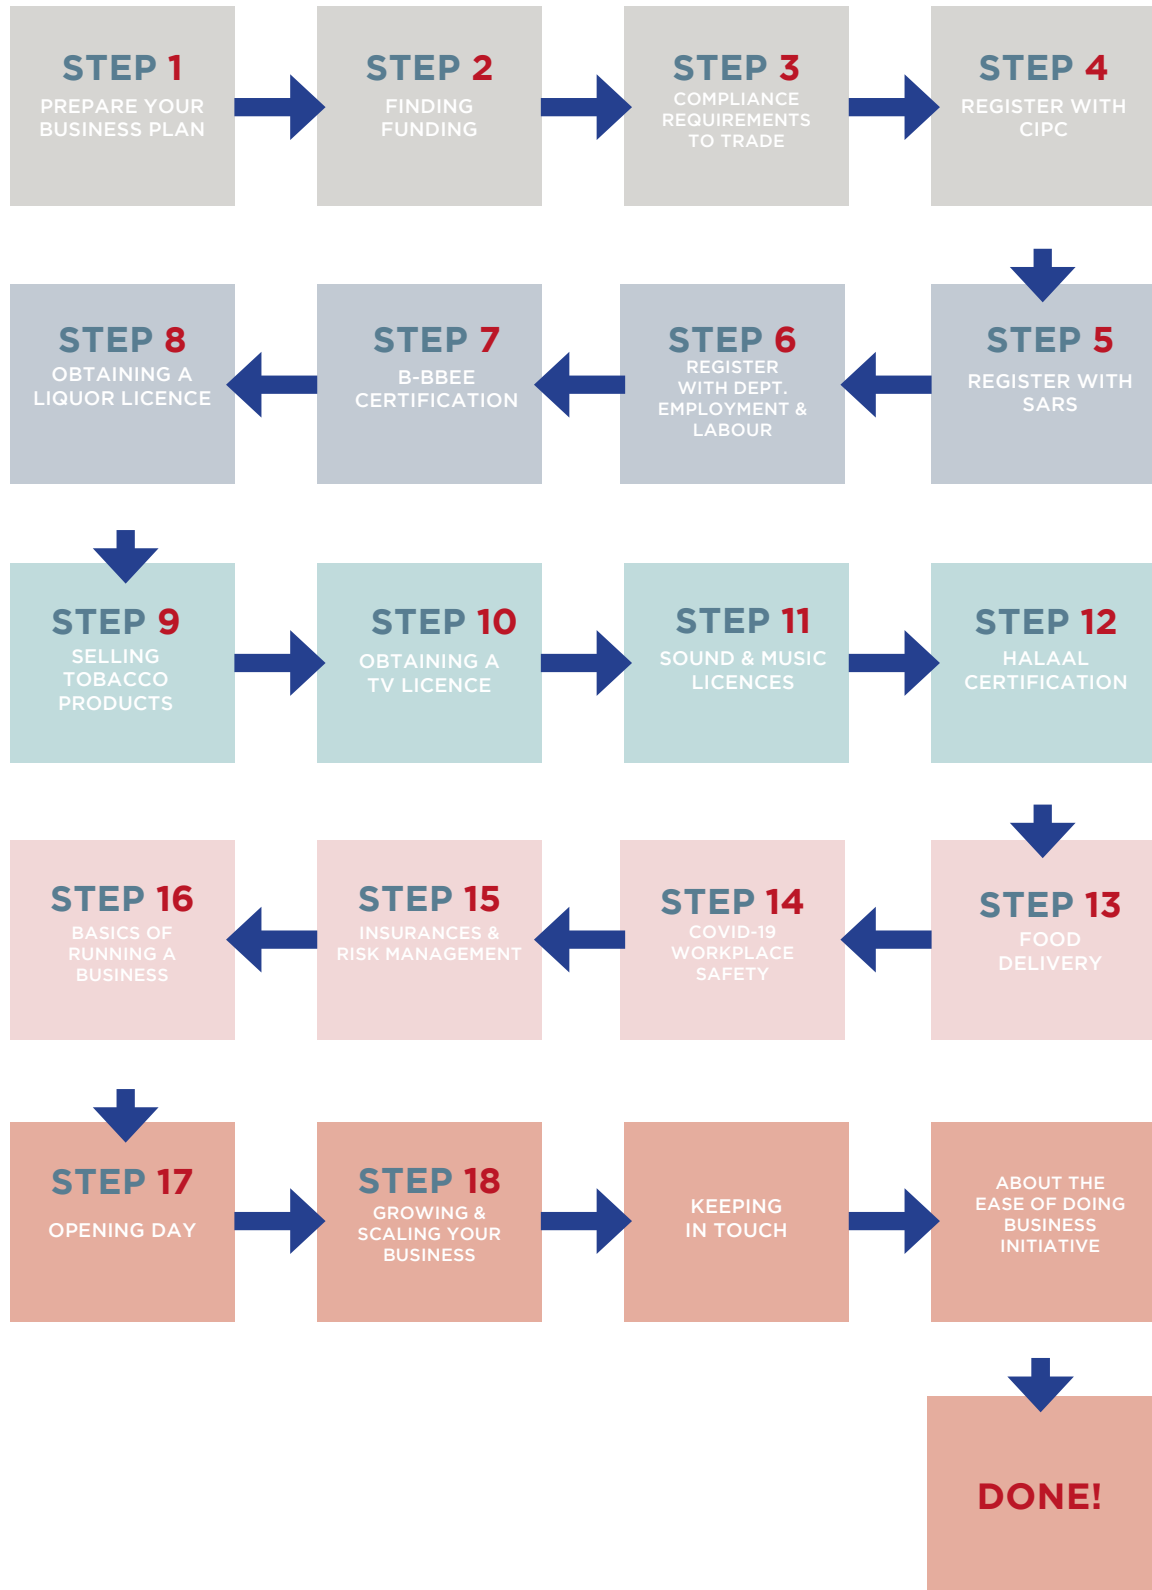 STEP 1
PREPARE YOUR
BUSINESS PLAN
STEP 2
FINDING
FUNDING
STEP 3
COMPLIANCE
REQUIREMENTS
TO TRADE
STEP 4
REGISTER WITH
CIPC
STEP 5
REGISTER WITH
SARS
STEP 6
REGISTER
WITH DEPT.
EMPLOYMENT &
LABOUR
STEP 7
B-BBEE
CERTIFICATION
STEP 8
OBTAINING A
LIQUOR LICENCE
STEP 9
SELLING
TOBACCO
PRODUCTS
STEP 10
OBTAINING A
TV LICENCE
STEP 11
SOUND & MUSIC
LICENCES
STEP 12
HALAAL
CERTIFICATION
STEP 13
FOOD
DELIVERY
STEP 14
COVID-19
WORKPLACE
SAFETY
STEP 15
INSURANCES &
RISK MANAGEMENT
STEP 16
BASICS OF
RUNNING A
BUSINESS
STEP 17
OPENING DAY
STEP 18
GROWING &
SCALING YOUR
BUSINESS
KEEPING
IN TOUCH
ABOUT THE
EASE OF DOING
BUSINESS
INITIATIVE
DONE!